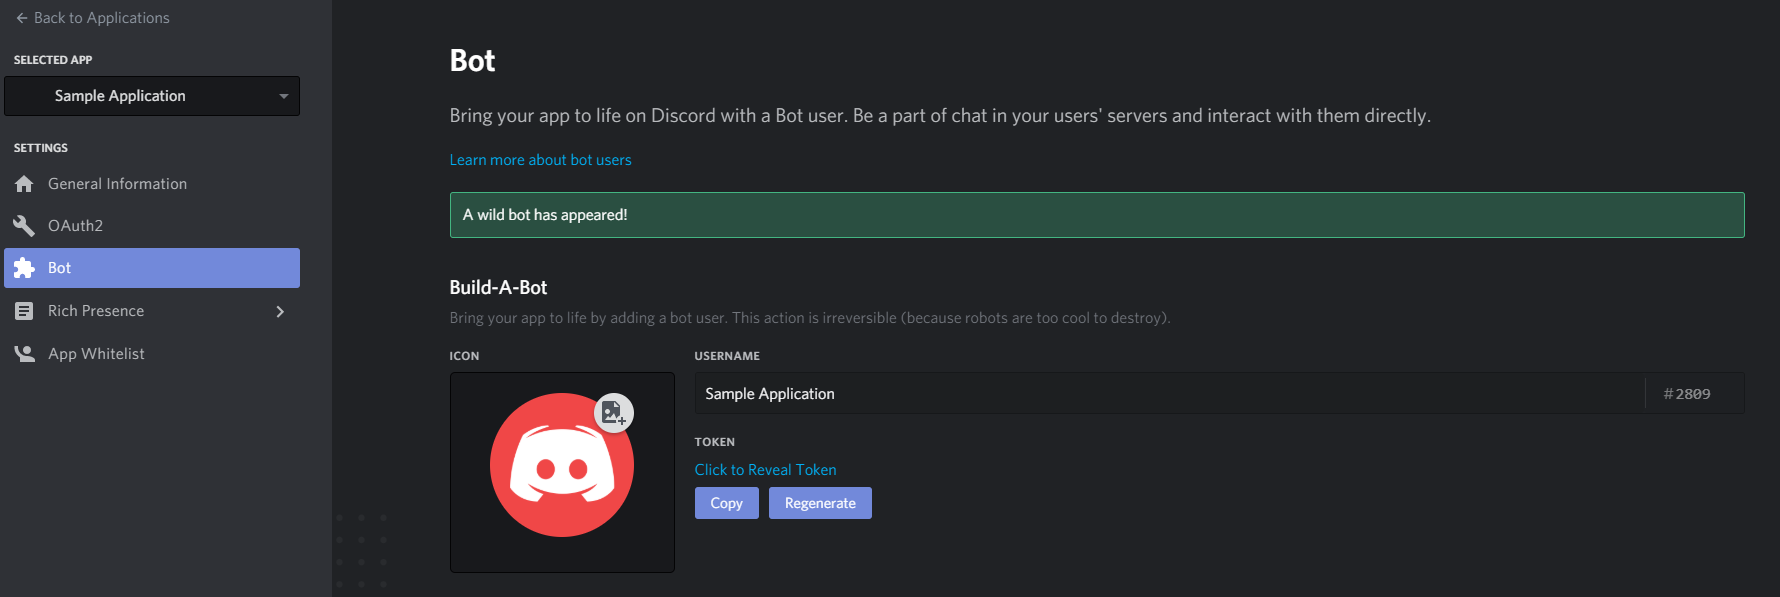 Back to Applications
SELECTED APP
Sample Application
SETTINGS
General Information
OAuth2
Bot
Rich Presence
App Whitelist
Bot
Bring your app to life on Discord with a Bot user. Be a part of chat in your users' servers and interact with them directly.
Learn more about bot users
A wild bot has appeared!
Build-A-Bot
Bring your app to life by adding a bot user. This action is irreversible (because robots are too cool to destroy).
ICON
USERNAME
Sample Application
#2809
TOKEN
Click to Reveal Token
Copy
Regenerate